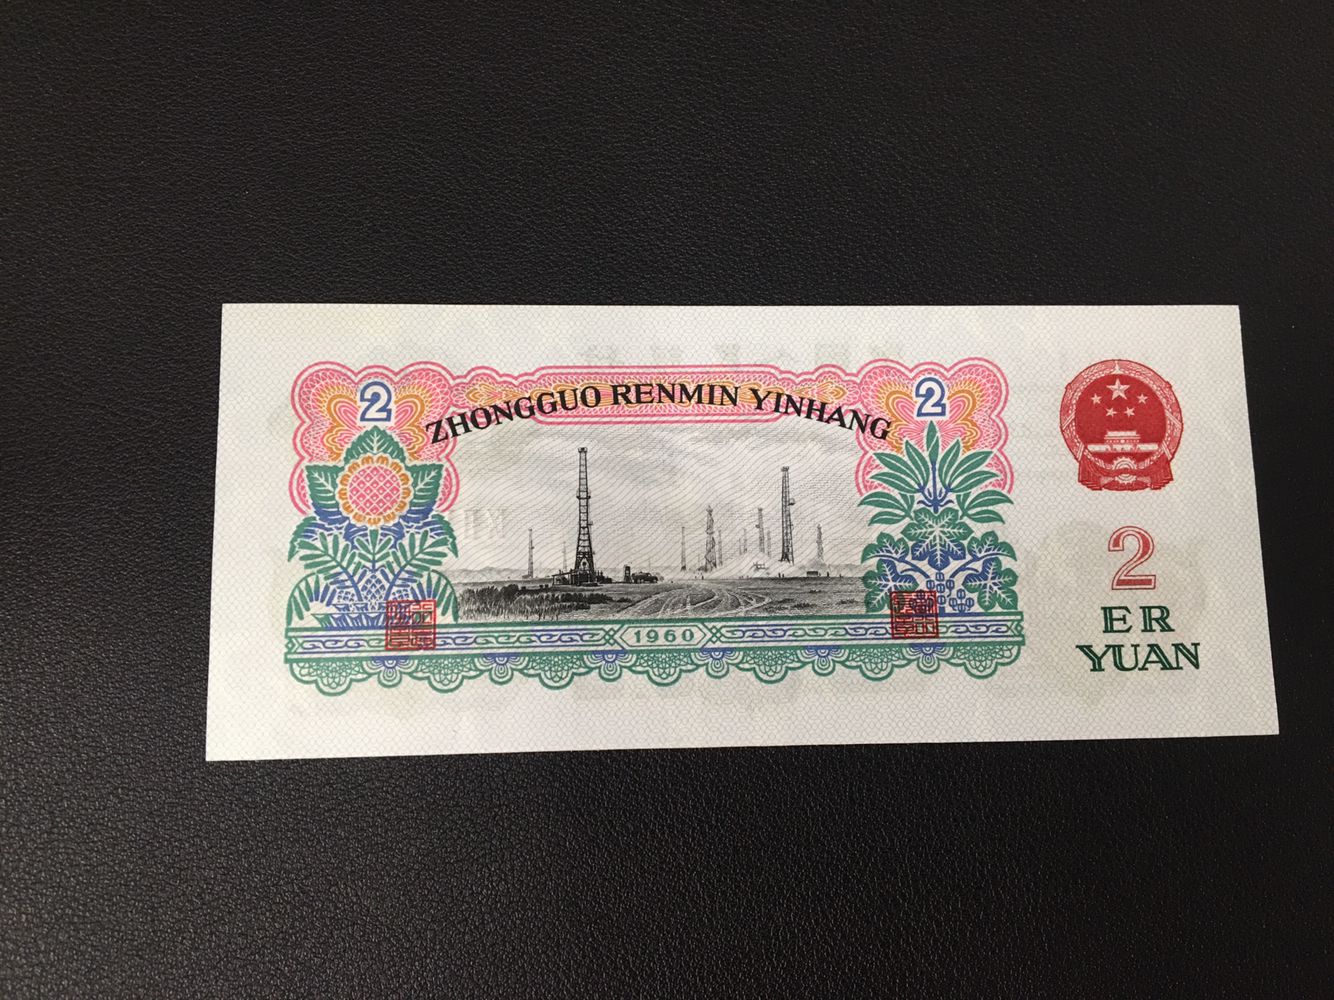 2
2
ZHONGGUO RENMIN YINHANG
2
ER
YUAN
1960